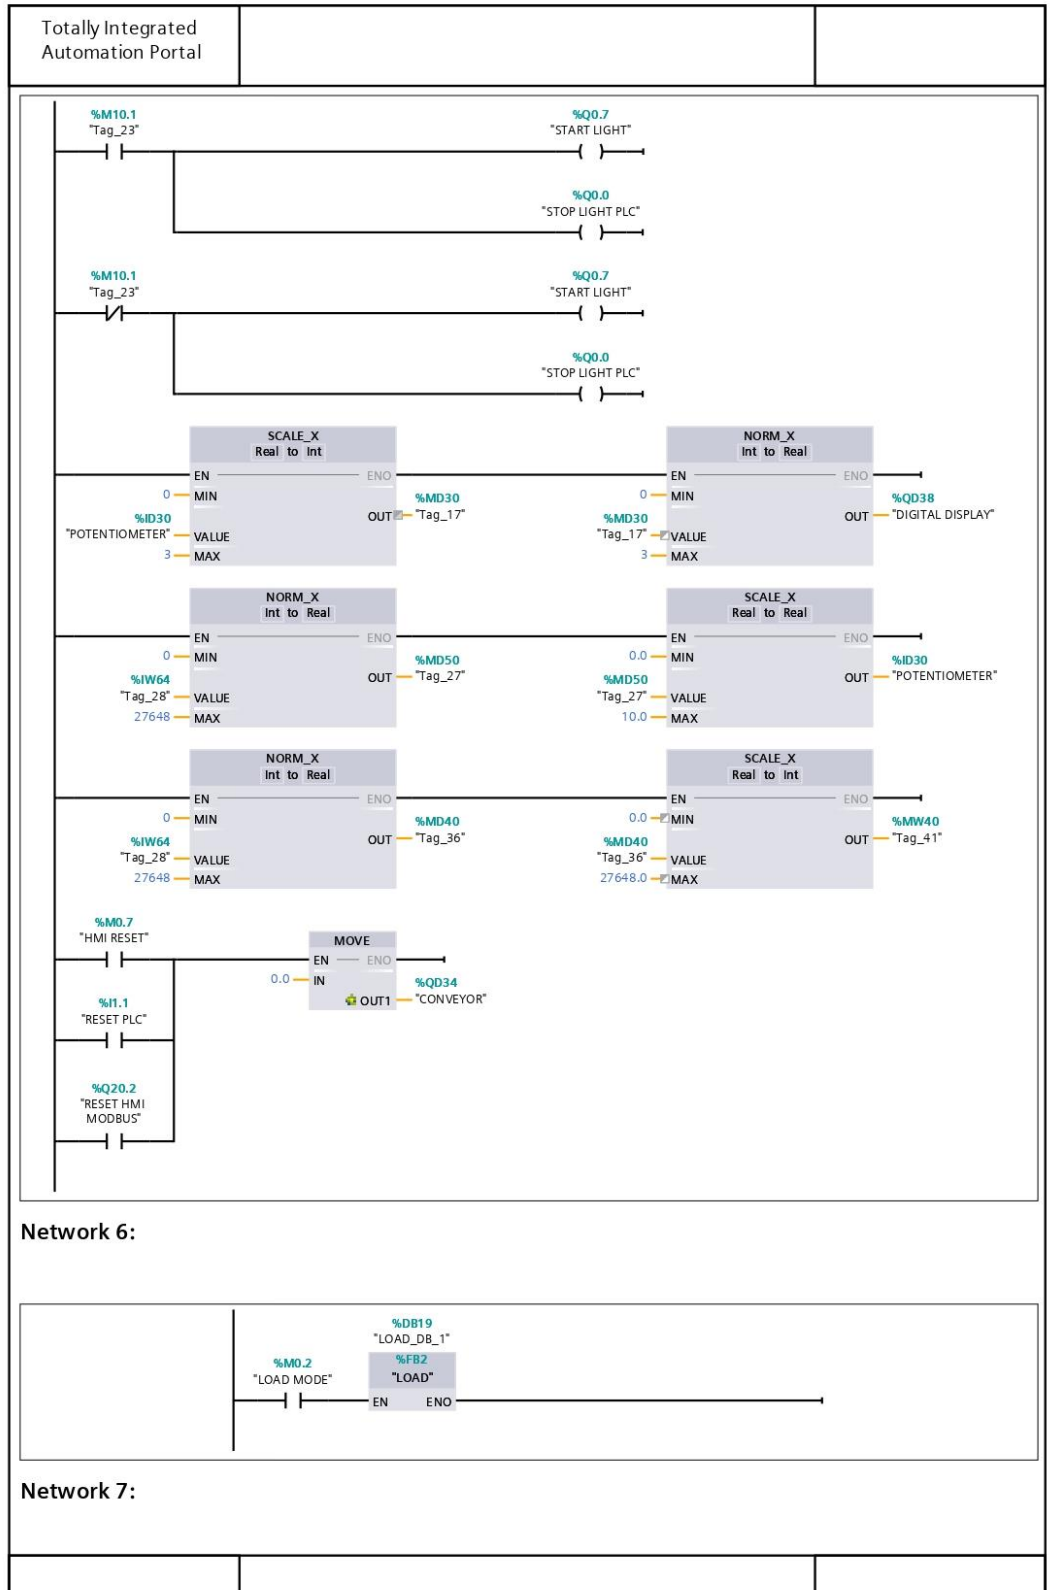 Totally Integrated
Automation Portal
%M10.1
"Tag_23"
%Q0.7
"START LIGHT"
%Q0.0
"STOP LIGHT PLC"
%M10.1
"Tag_23"
%Q0.7
"START LIGHT"
%Q0.0
"STOP LIGHT PLC"
SCALE_X
Real to Int
EN ENO
0 MIN
%MD30
OUT "Tag_17"
%ID30
"POTENTIOMETER" VALUE
3 MAX
NORM_X
Int to Real
EN ENO
0 MIN
%QD38
OUT "DIGITAL DISPLAY"
%MD30
"Tag_17" VALUE
3 MAX
NORM_X
Int to Real
EN ENO
0 MIN
%MD50
OUT "Tag_27"
%IW64
"Tag_28" VALUE
27648 MAX
SCALE_X
Real to Real
EN ENO
0.0 MIN
%ID30
OUT "POTENTIOMETER"
%MD50
"Tag_27" VALUE
10.0 MAX
NORM_X
Int to Real
EN ENO
0 MIN
%MD40
OUT "Tag_36"
%IW64
"Tag_28" VALUE
27648 MAX
SCALE_X
Real to Int
EN ENO
0.0 MIN
%MW40
OUT "Tag_41"
%MD40
"Tag_36" VALUE
27648.0 MAX
%M0.7
"HMI RESET"
MOVE
EN ENO
0.0 IN
%QD34
OUT1 "CONVEYOR"
%I1.1
"RESET PLC"
%Q20.2
"RESET HMI
MODBUS"
Network 6:
%DB19
"LOAD_DB_1"
%M0.2
"LOAD MODE"
%FB2
"LOAD"
EN ENO
Network 7: